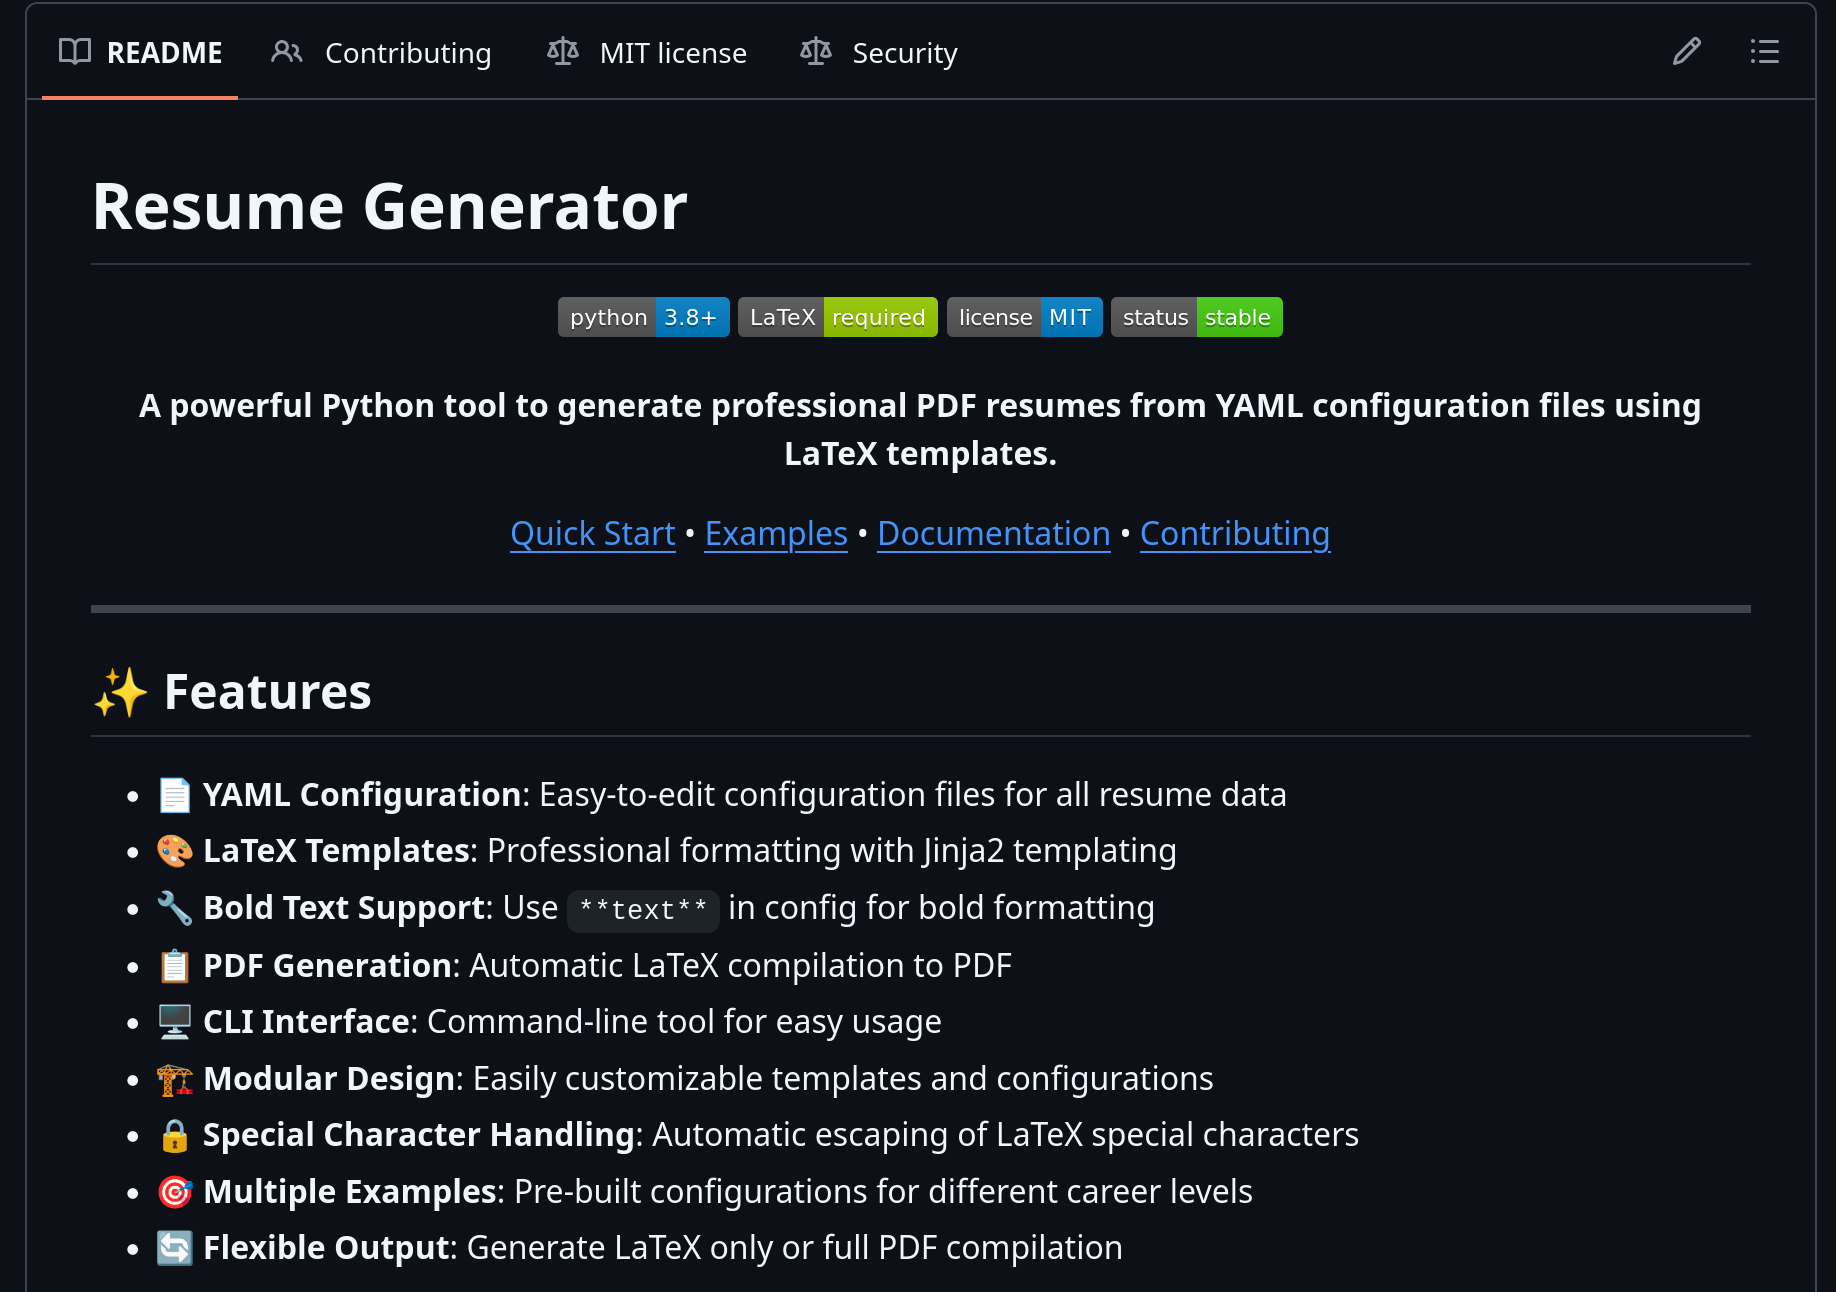 README Contributing MIT license Security
Resume Generator
python 3.8+ LaTeX required license MIT status stable
A powerful Python tool to generate professional PDF resumes from YAML configuration files using
LaTeX templates.
Quick Start • Examples • Documentation • Contributing
✨ Features
• 📄 YAML Configuration: Easy-to-edit configuration files for all resume data
• 🎨 LaTeX Templates: Professional formatting with Jinja2 templating
• 🔧 Bold Text Support: Use **text** in config for bold formatting
• 📋 PDF Generation: Automatic LaTeX compilation to PDF
• 🖥️ CLI Interface: Command-line tool for easy usage
• 🏗️ Modular Design: Easily customizable templates and configurations
• 🔒 Special Character Handling: Automatic escaping of LaTeX special characters
• 🎯 Multiple Examples: Pre-built configurations for different career levels
• 🔄 Flexible Output: Generate LaTeX only or full PDF compilation